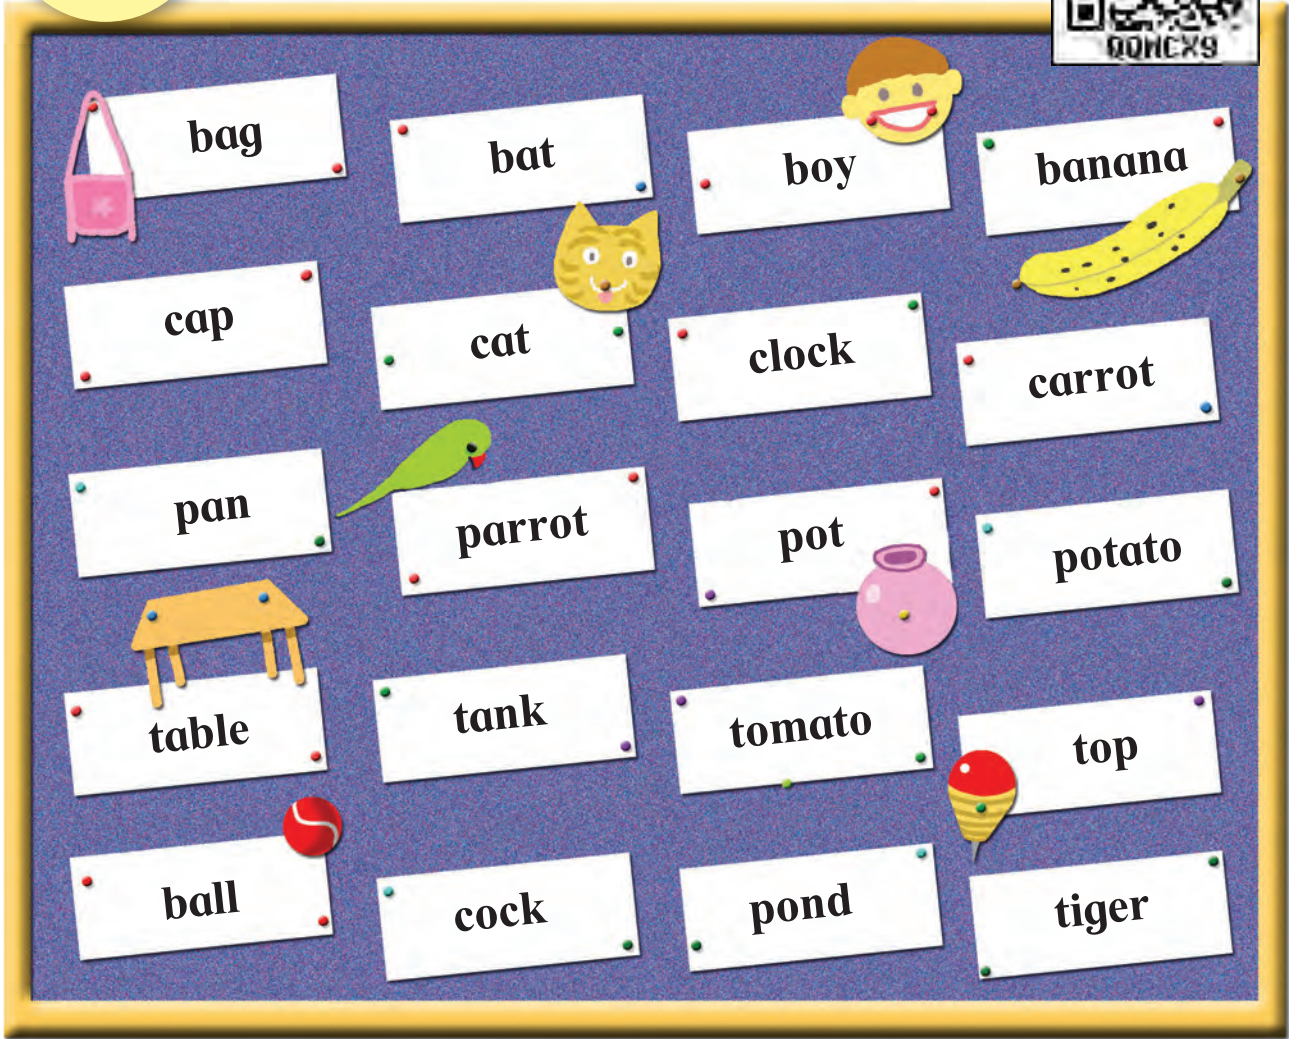 QQMCX9
bag
bat
boy
banana
cap
cat
clock
carrot
pan
parrot
pot
potato
table
tank
tomato
top
ball
cock
pond
tiger